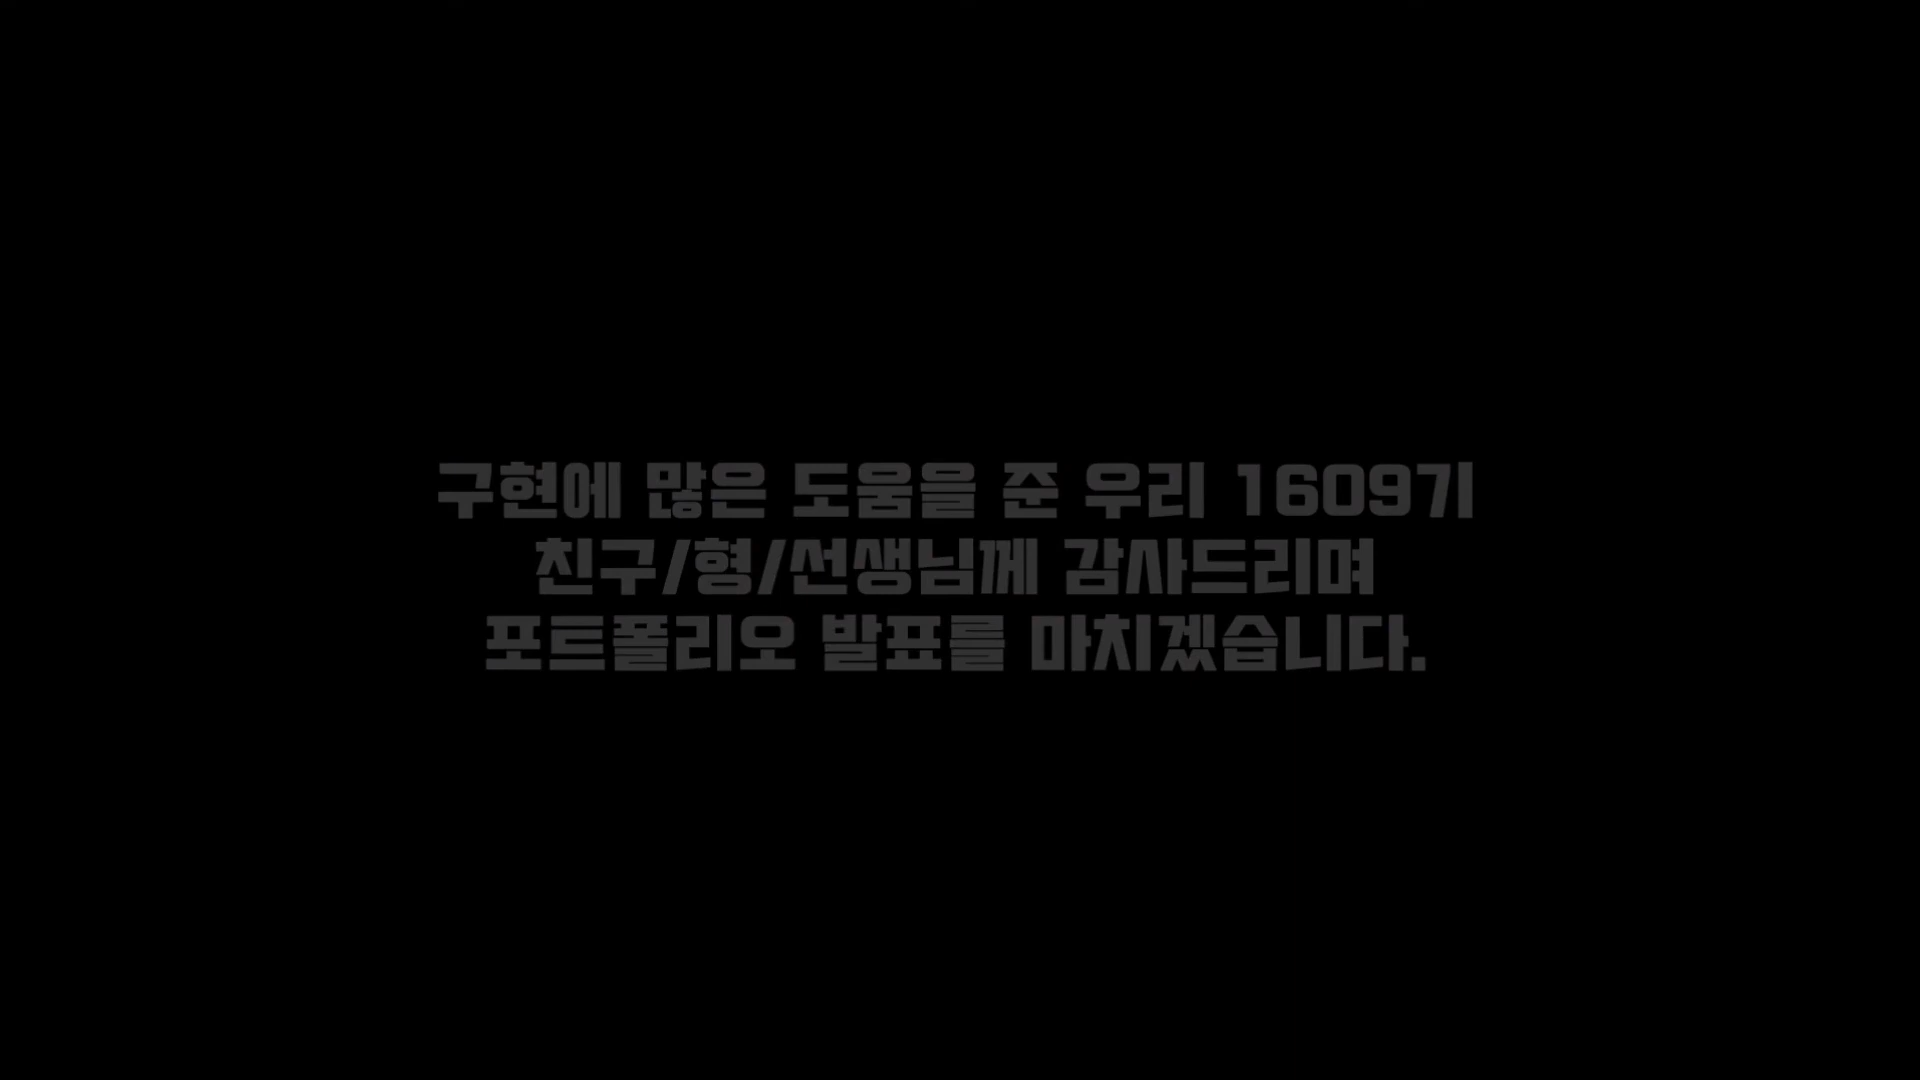 구현에 많은 도움을 준 우리 1609기
친구/형/선생님께 감사드리며
포트폴리오 발표를 마치겠습니다.